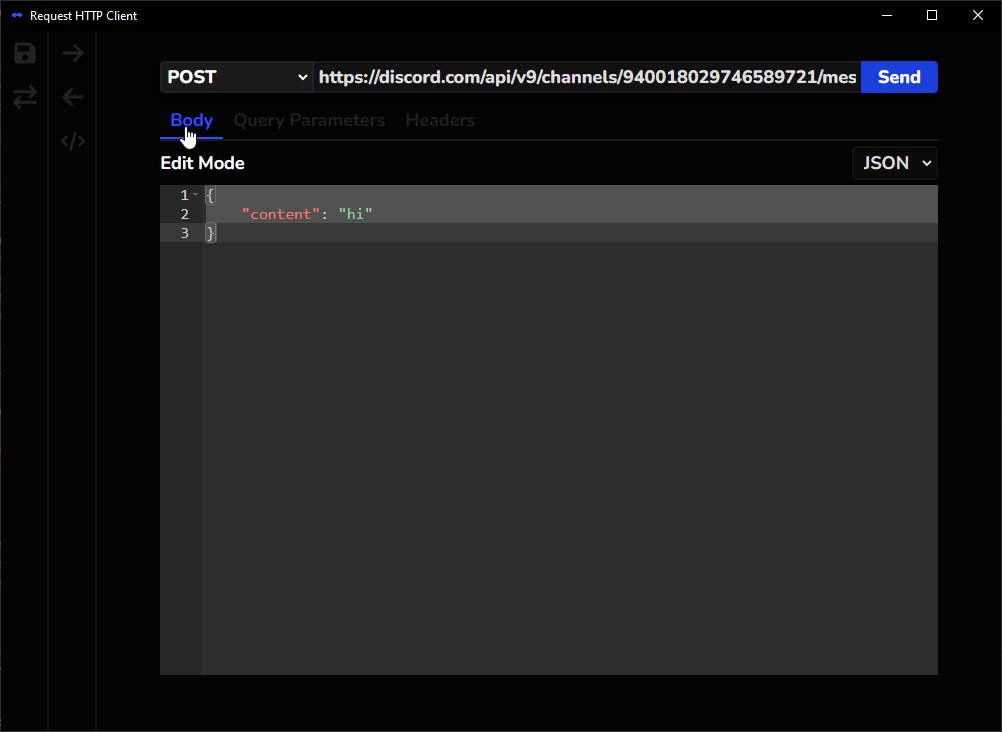 Request HTTP Client
POST
https://discord.com/api/v9/channels/940018029746589721/mes
Send
Body Query Parameters Headers
Edit Mode
JSON
1 {
2 "content": "hi"
3 }